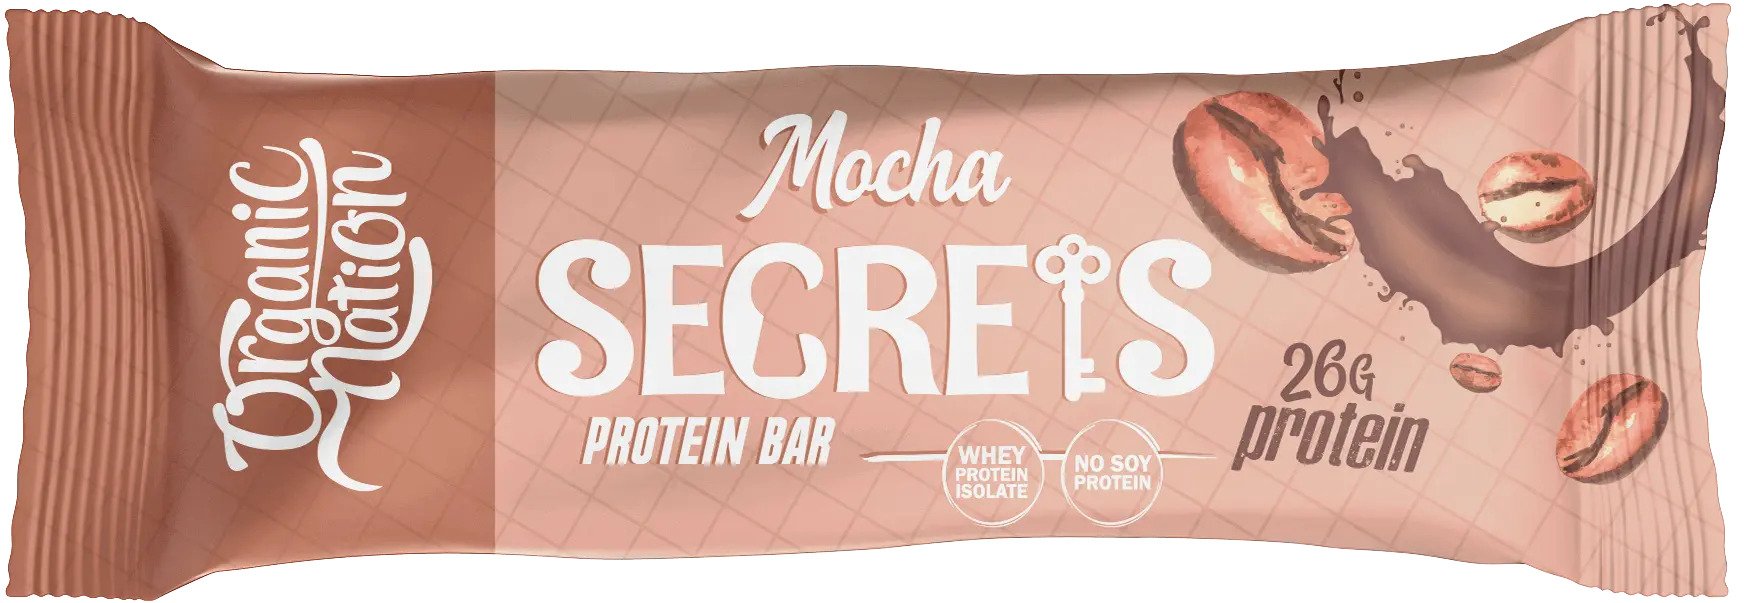 Organic
Nation
Mocha
SECRETS
PROTEIN BAR
WHEY
PROTEIN
ISOLATE
NO SOY
PROTEIN
26G
protein